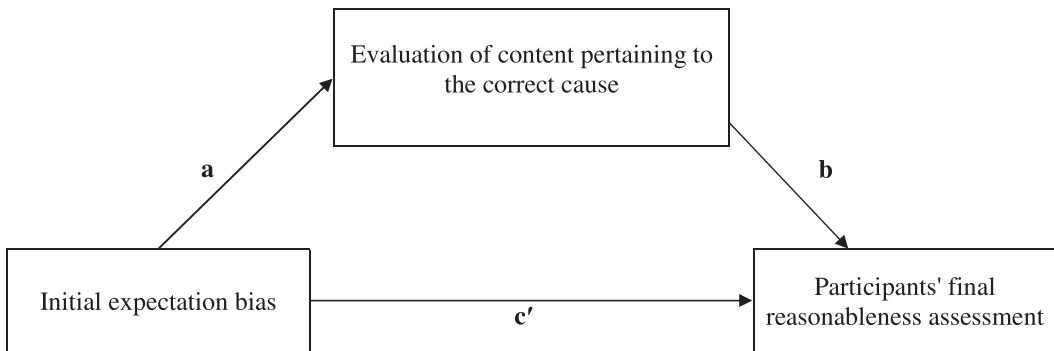 Evaluation of content pertaining to
the correct cause
a
b
Initial expectation bias
c′
Participants' final
reasonableness assessment